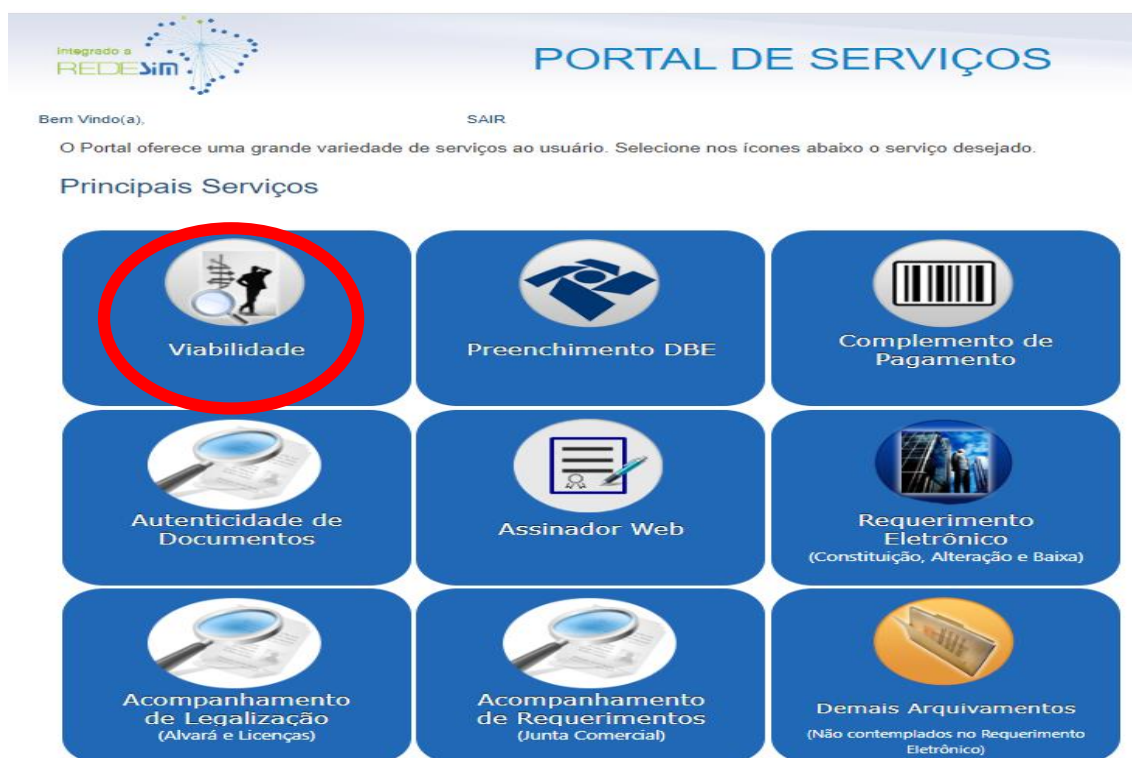 Integrado a
REDESiM
PORTAL DE SERVIÇOS
Bem Vindo(a),
SAIR
O Portal oferece uma grande variedade de serviços ao usuário. Selecione nos ícones abaixo o serviço desejado.
Principais Serviços
Viabilidade
Preenchimento DBE
Complemento de
Pagamento
Autenticidade de
Documentos
Assinador Web
Requerimento
Eletrônico
(Constituição, Alteração e Baixa)
Acompanhamento
de Legalização
(Alvará e Licenças)
Acompanhamento
de Requerimentos
(Junta Comercial)
Demais Arquivamentos
(Não contemplados no Requerimento
Eletrônico)